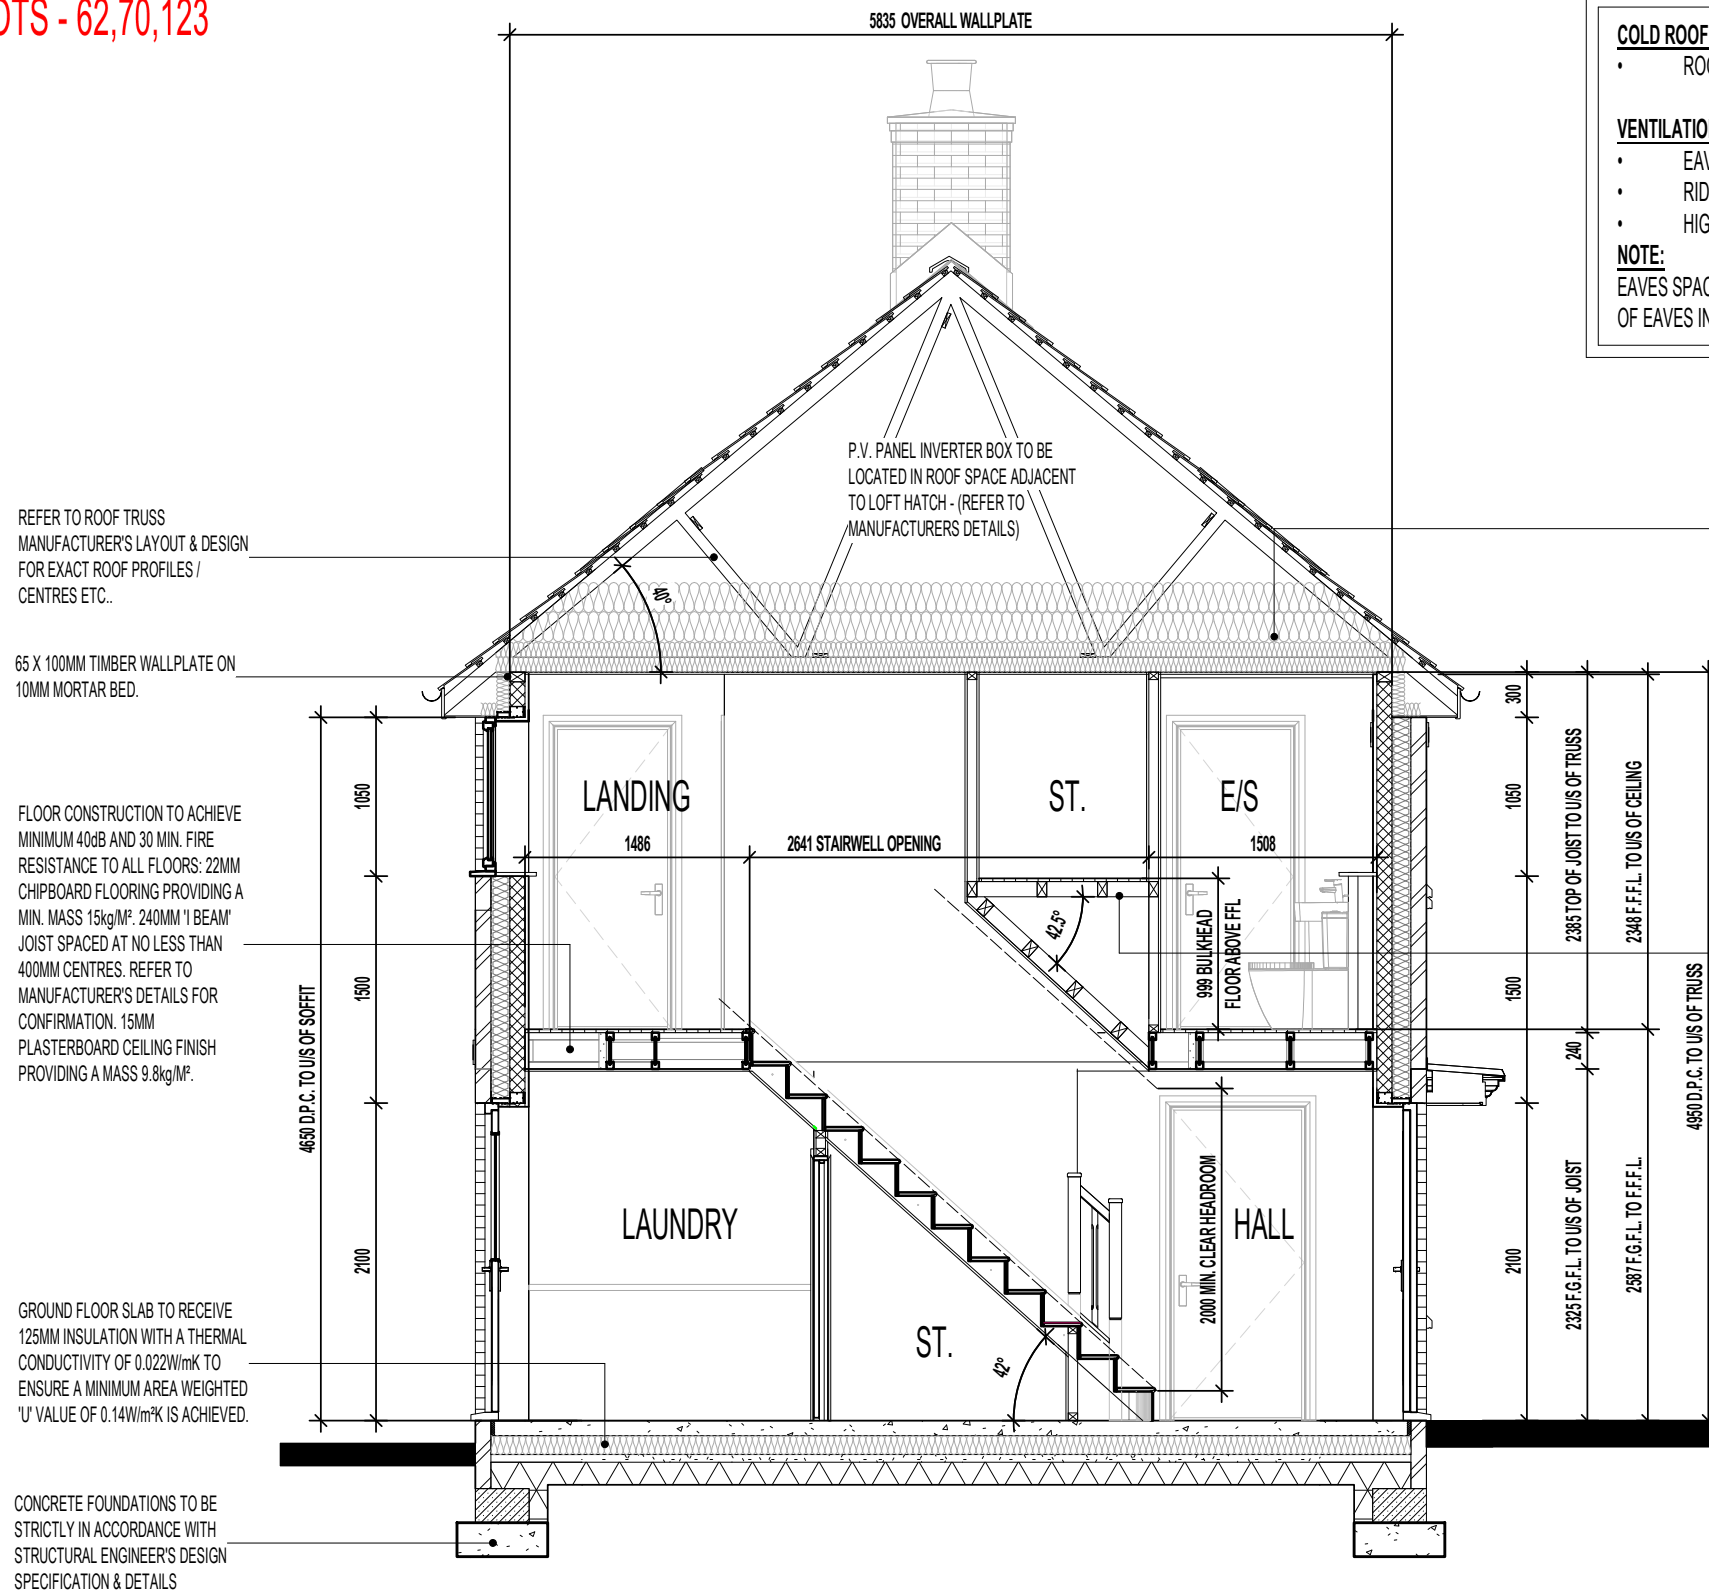 OTS - 62,70,123
5835 OVERALL WALLPLATE
COLD ROOF
• ROO
VENTILATION
• EAV
• RID
• HIG
NOTE:
EAVES SPAC
OF EAVES IN
P.V. PANEL INVERTER BOX TO BE
LOCATED IN ROOF SPACE ADJACENT
TO LOFT HATCH - (REFER TO
MANUFACTURERS DETAILS)
REFER TO ROOF TRUSS
MANUFACTURER'S LAYOUT & DESIGN
FOR EXACT ROOF PROFILES /
CENTRES ETC..
40°
65 X 100MM TIMBER WALLPLATE ON
10MM MORTAR BED.
FLOOR CONSTRUCTION TO ACHIEVE
MINIMUM 40dB AND 30 MIN. FIRE
RESISTANCE TO ALL FLOORS: 22MM
CHIPBOARD FLOORING PROVIDING A
MIN. MASS 15kg/M². 240MM 'I BEAM'
JOIST SPACED AT NO LESS THAN
400MM CENTRES. REFER TO
MANUFACTURER'S DETAILS FOR
CONFIRMATION. 15MM
PLASTERBOARD CEILING FINISH
PROVIDING A MASS 9.8kg/M².
4650 D.P.C. TO U/S OF SOFFIT
1050
1500
2100
LANDING
ST.
E/S
1486
2641 STAIRWELL OPENING
1508
42.5°
999 BULKHEAD
FLOOR ABOVE FFL
300
1050
1500
240
2100
2385 TOP OF JOIST TO U/S OF TRUSS
2348 F.F.F.L. TO U/S OF CEILING
2325 F.G.F.L. TO U/S OF JOIST
2587 F.G.F.L. TO F.F.F.L.
4950 D.P.C. TO U/S OF TRUSS
LAUNDRY
HALL
2000 MIN. CLEAR HEADROOM
ST.
42°
GROUND FLOOR SLAB TO RECEIVE
125MM INSULATION WITH A THERMAL
CONDUCTIVITY OF 0.022W/mK TO
ENSURE A MINIMUM AREA WEIGHTED
'U' VALUE OF 0.14W/m²K IS ACHIEVED.
CONCRETE FOUNDATIONS TO BE
STRICTLY IN ACCORDANCE WITH
STRUCTURAL ENGINEER'S DESIGN
SPECIFICATION & DETAILS